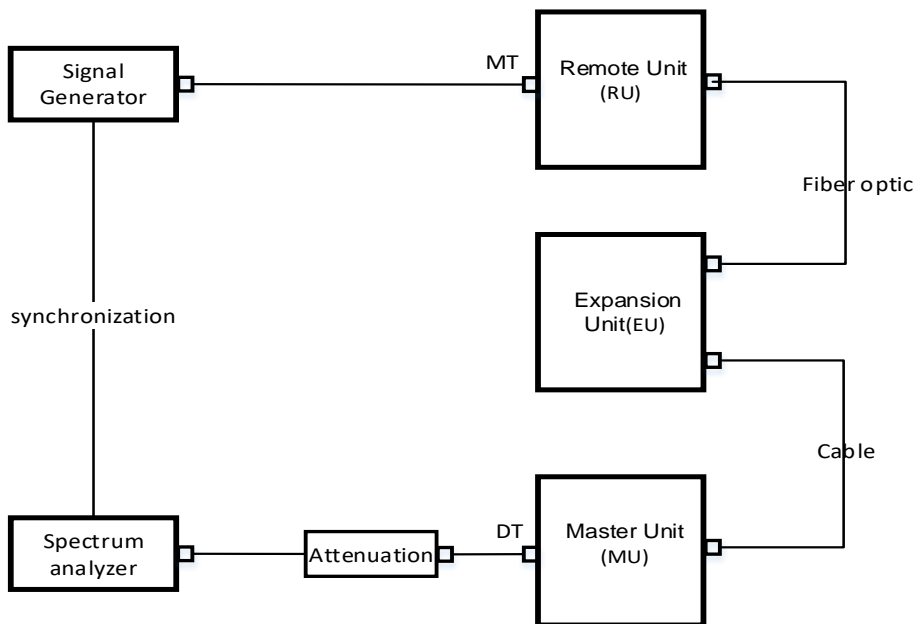 Signal
Generator
MT
Remote Unit
(RU)
Fiber optic
Expansion
Unit(EU)
synchronization
Cable
Spectrum
analyzer
Attenuation
DT
Master Unit
(MU)